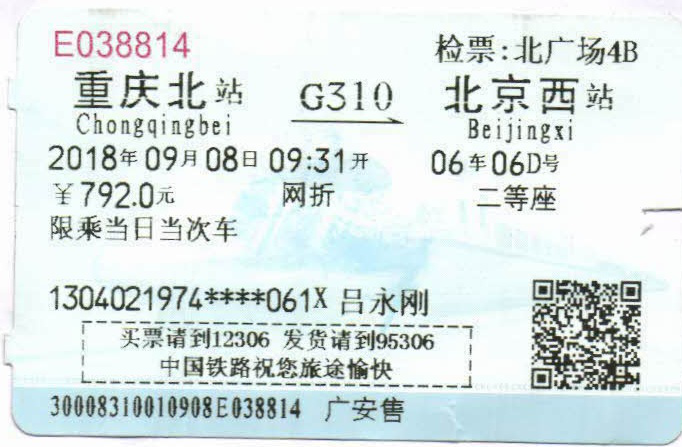 E038814 检票:北广场4B
重庆北站 G310 北京西站
Chongqingbei Beijingxi
2018年09月08日09:31开 06车06D号
￥792.0元 网折 二等座
限乘当日当次车
1304021974****061X 吕永刚
买票请到12306 发货请到95306
中国铁路祝您旅途愉快
30008310010908E038814 广安售